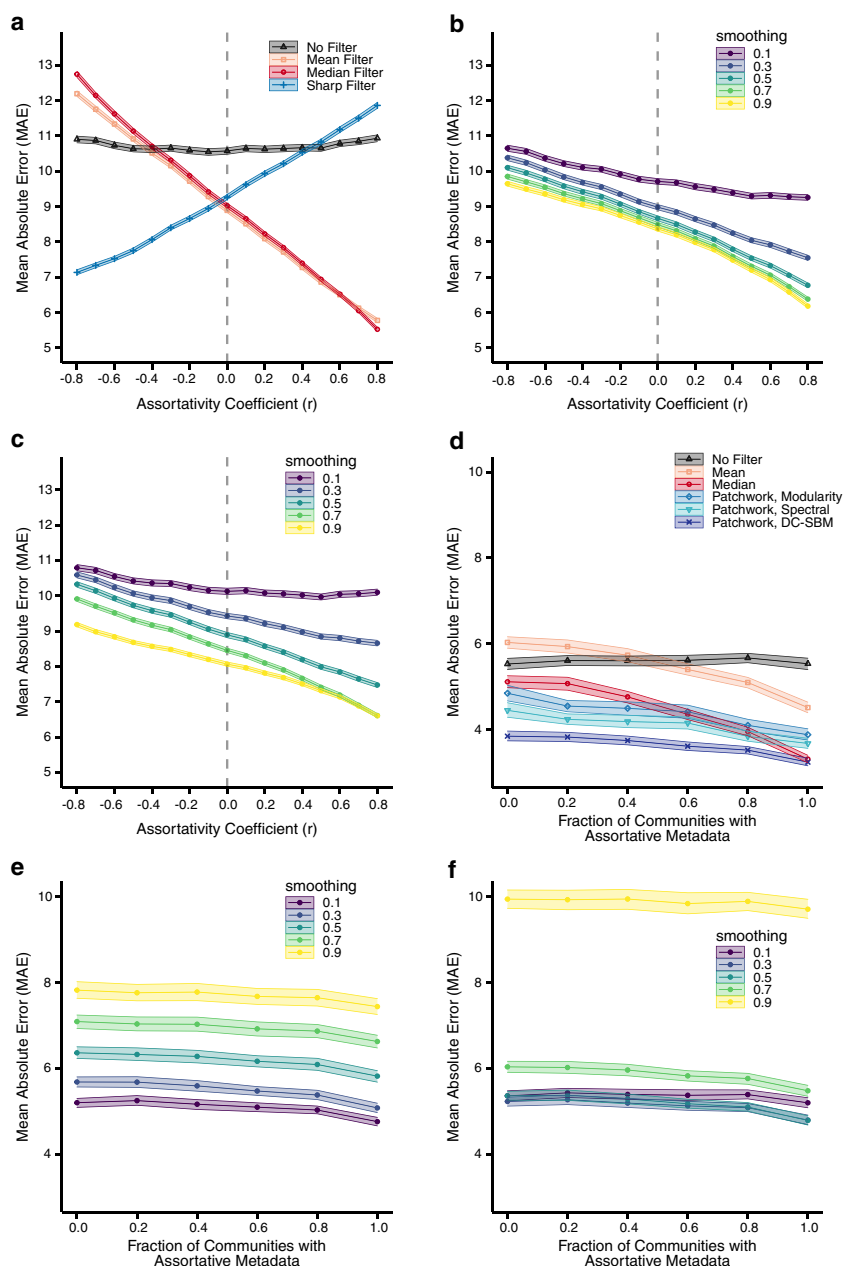 a
No Filter
Mean Filter
Median Filter
Sharp Filter
13
12
11
10
9
8
7
6
5
Mean Absolute Error (MAE)
-0.8 -0.6 -0.4 -0.2 0.0 0.2 0.4 0.6 0.8
Assortativity Coefficient (r)
b
smoothing
0.1
0.3
0.5
0.7
0.9
13
12
11
10
9
8
7
6
5
Mean Absolute Error (MAE)
-0.8 -0.6 -0.4 -0.2 0.0 0.2 0.4 0.6 0.8
Assortativity Coefficient (r)
c
smoothing
0.1
0.3
0.5
0.7
0.9
13
12
11
10
9
8
7
6
5
Mean Absolute Error (MAE)
-0.8 -0.6 -0.4 -0.2 0.0 0.2 0.4 0.6 0.8
Assortativity Coefficient (r)
d
No Filter
Mean
Median
Patchwork, Modularity
Patchwork, Spectral
Patchwork, DC-SBM
10
8
6
4
Mean Absolute Error (MAE)
0.0 0.2 0.4 0.6 0.8 1.0
Fraction of Communities with
Assortative Metadata
e
smoothing
0.1
0.3
0.5
0.7
0.9
10
8
6
4
Mean Absolute Error (MAE)
0.0 0.2 0.4 0.6 0.8 1.0
Fraction of Communities with
Assortative Metadata
f
smoothing
0.1
0.3
0.5
0.7
0.9
10
8
6
4
Mean Absolute Error (MAE)
0.0 0.2 0.4 0.6 0.8 1.0
Fraction of Communities with
Assortative Metadata